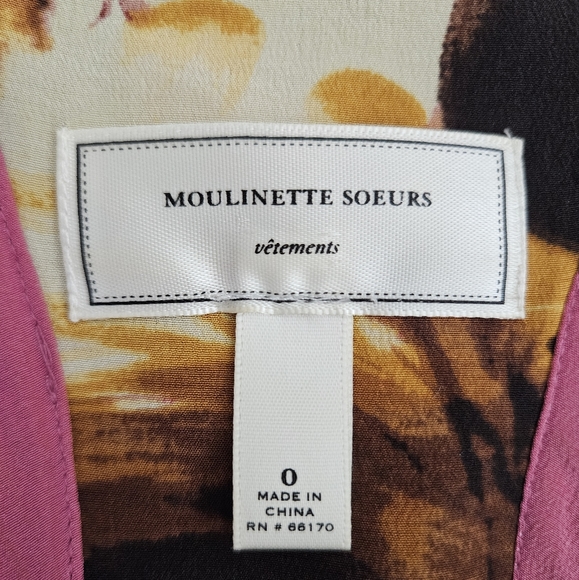 MOULINETTE SOEURS
vêtements
0
MADE IN
CHINA
RN # 66170